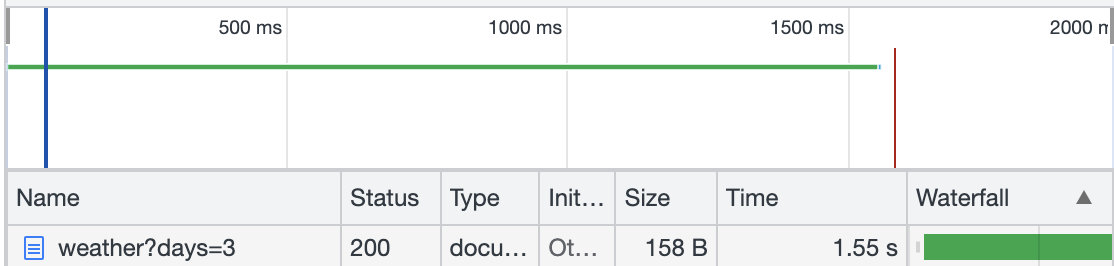 500 ms 1000 ms 1500 ms 2000 m
Name Status Type Init... Size Time Waterfall ▲
weather?days=3 200 docu... Ot... 158 B 1.55 s